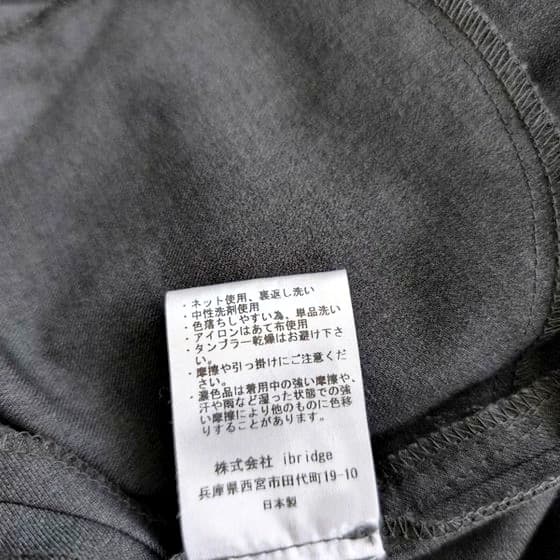 ・ネット使用、裏返し洗い
・中性洗剤使用
・色落ちしやすい為、単品洗い
・アイロンはあて布使用
・タンブラー乾燥はお避け下さ
い。
・摩擦や引っ掛けにご注意くだ
さい。
・濃色品は着用中の強い摩擦や、
汗や雨など湿った状態での強
い摩擦により他のものに色移
りすることがあります。
株式会社 ibridge
兵庫県西宮市田代町19-10
日本製